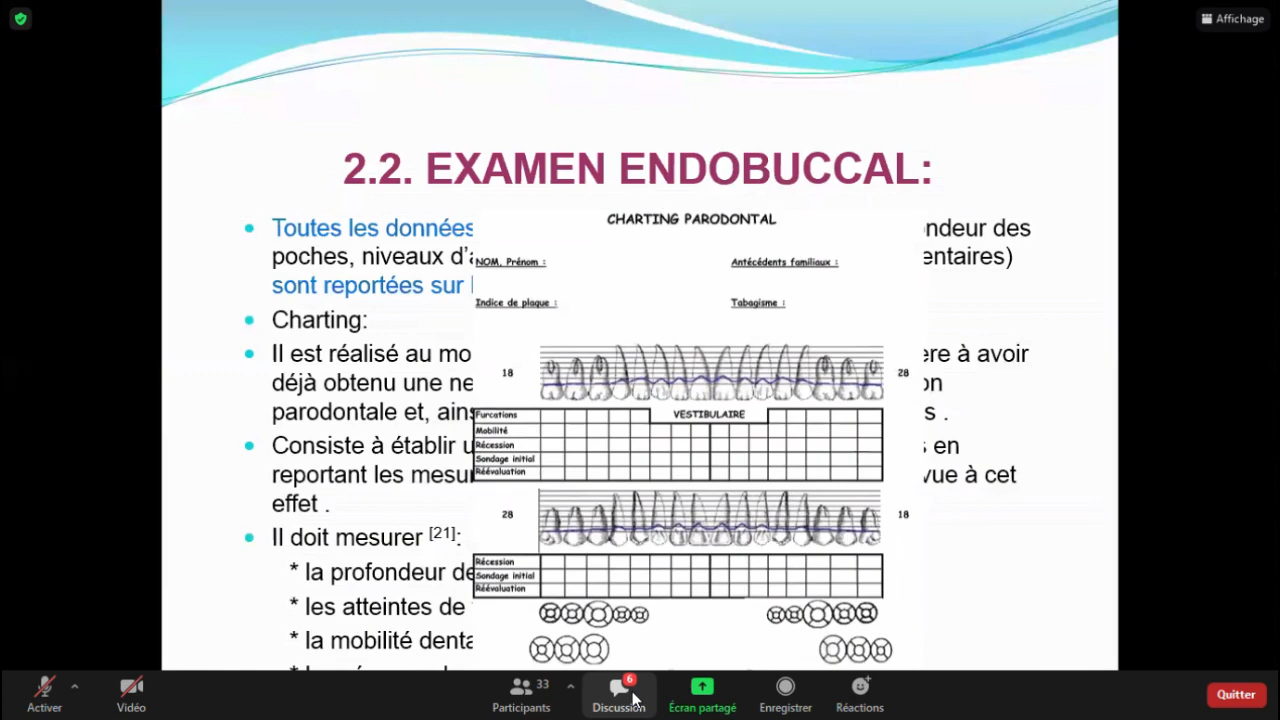 Affichage
2.2. EXAMEN ENDOBUCCAL:
Toutes les données
ndeur des
poches, niveaux d'a
entaires)
sont reportées sur l
Charting:
Il est réalisé au mo
ere à avoir
déjà obtenu une ne
on
parodontale et, ains
s .
Consiste à établir u
s en
reportant les mesur
vue à cet
effet .
Il doit mesurer [21]:
* la profondeur de
* les atteintes de
* la mobilité denta
CHARTING PARODONTAL
NOM, Prénom :
Antécédents familiaux :
Indice de plaque :
Tabagisme :
18
28
Furcations
VESTIBULAIRE
Mobilité
Récession
Sondage initial
Réévaluation
28
18
Récession
Sondage initial
Réévaluation
Activer
Vidéo
33
Participants
6
Discussion
Écran partagé
Enregistrer
Réactions
Quitter